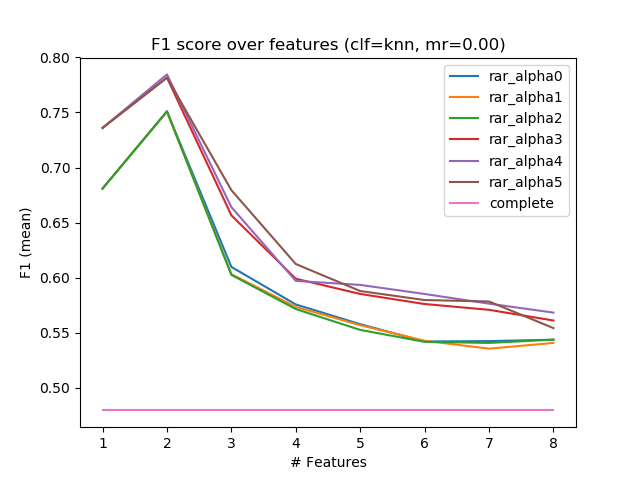 F1 score over features (clf=knn, mr=0.00)
F1 (mean)
0.80
0.75
0.70
0.65
0.60
0.55
0.50
rar_alpha0
rar_alpha1
rar_alpha2
rar_alpha3
rar_alpha4
rar_alpha5
complete
1 2 3 4 5 6 7 8
# Features